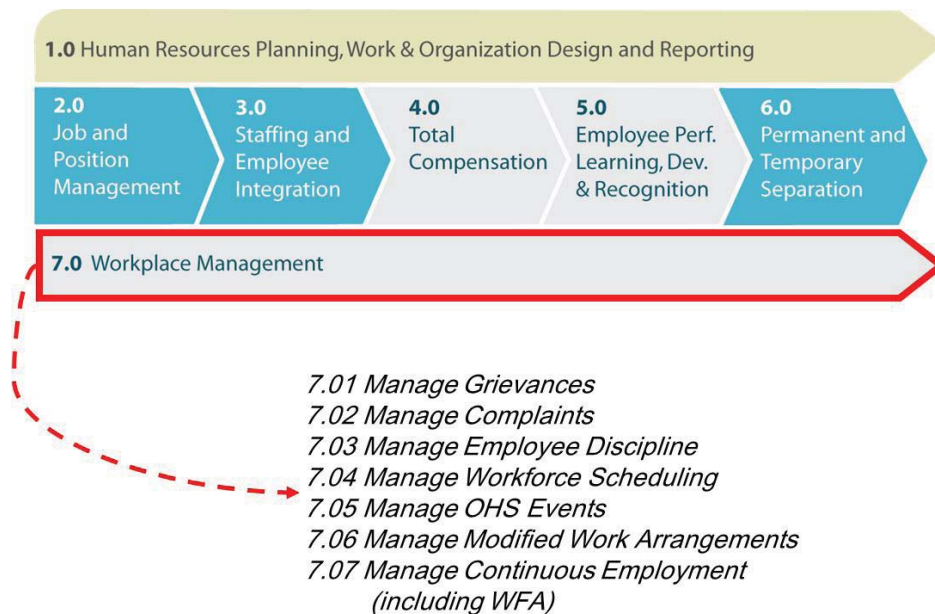 1.0 Human Resources Planning, Work & Organization Design and Reporting
2.0
Job and
Position
Management
3.0
Staffing and
Employee
Integration
4.0
Total
Compensation
5.0
Employee Perf.
Learning, Dev.
& Recognition
6.0
Permanent and
Temporary
Separation
7.0 Workplace Management
7.01 Manage Grievances
7.02 Manage Complaints
7.03 Manage Employee Discipline
7.04 Manage Workforce Scheduling
7.05 Manage OHS Events
7.06 Manage Modified Work Arrangements
7.07 Manage Continuous Employment
(including WFA)